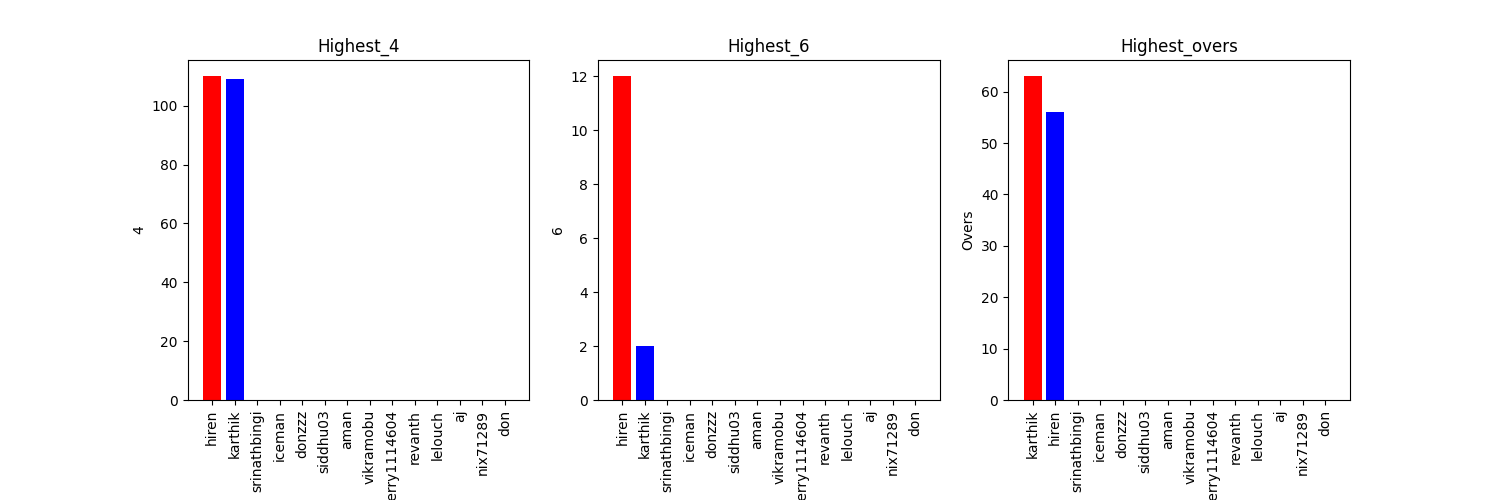 Highest_4
4
0
20
40
60
80
100
hiren
karthik
srinathbingi
iceman
donzzz
siddhu03
aman
vikramobu
erry1114604
revanth
lelouch
aj
nix71289
don
Highest_6
6
0
2
4
6
8
10
12
hiren
karthik
srinathbingi
iceman
donzzz
siddhu03
aman
vikramobu
erry1114604
revanth
lelouch
aj
nix71289
don
Highest_overs
Overs
0
10
20
30
40
50
60
karthik
hiren
srinathbingi
iceman
donzzz
siddhu03
aman
vikramobu
erry1114604
revanth
lelouch
aj
nix71289
don